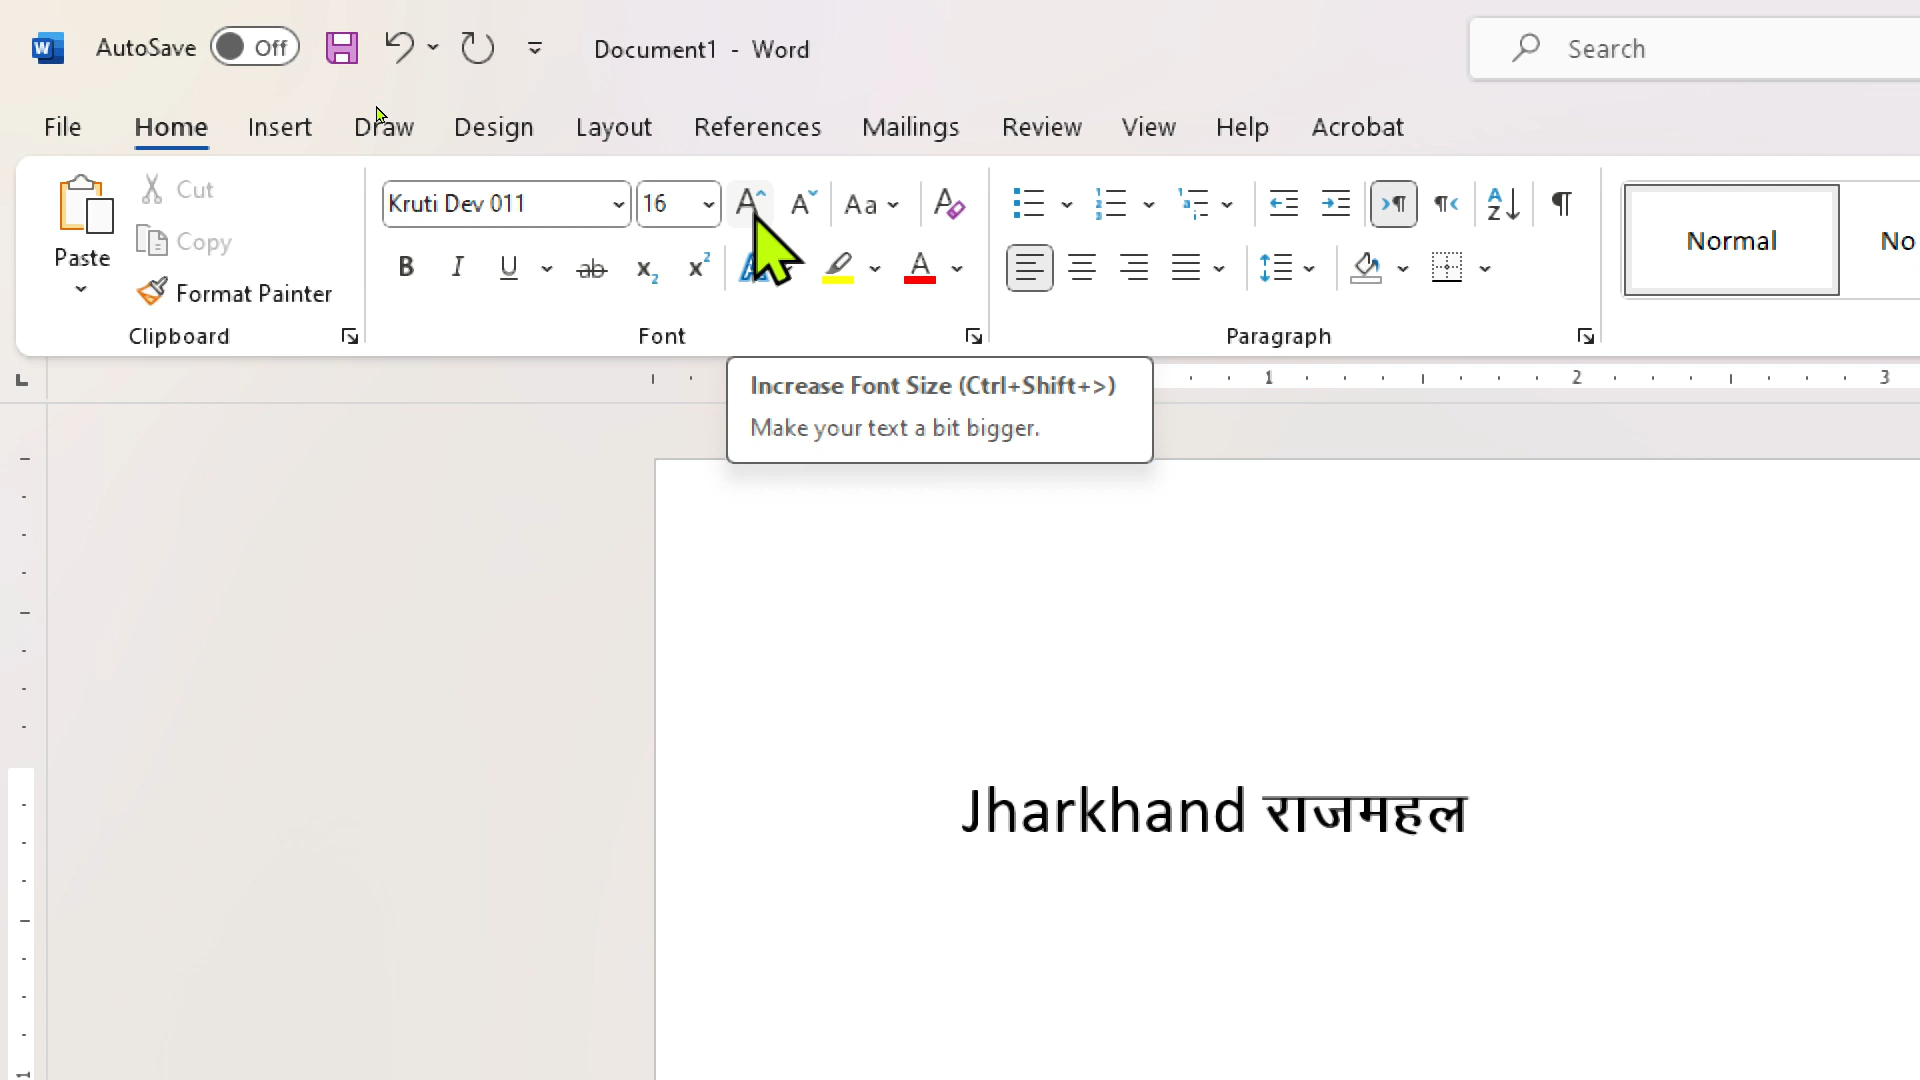 AutoSave Off Document1 - Word Search
File Home Insert Draw Design Layout References Mailings Review View Help Acrobat
Paste Cut Copy Format Painter
Kruti Dev 011 16 Aa
B I U ab x₂ x² A A
Normal No
Clipboard Font Paragraph
1 2 3
Increase Font Size (Ctrl+Shift+>)
Make your text a bit bigger.
Jharkhand राजमहल
1